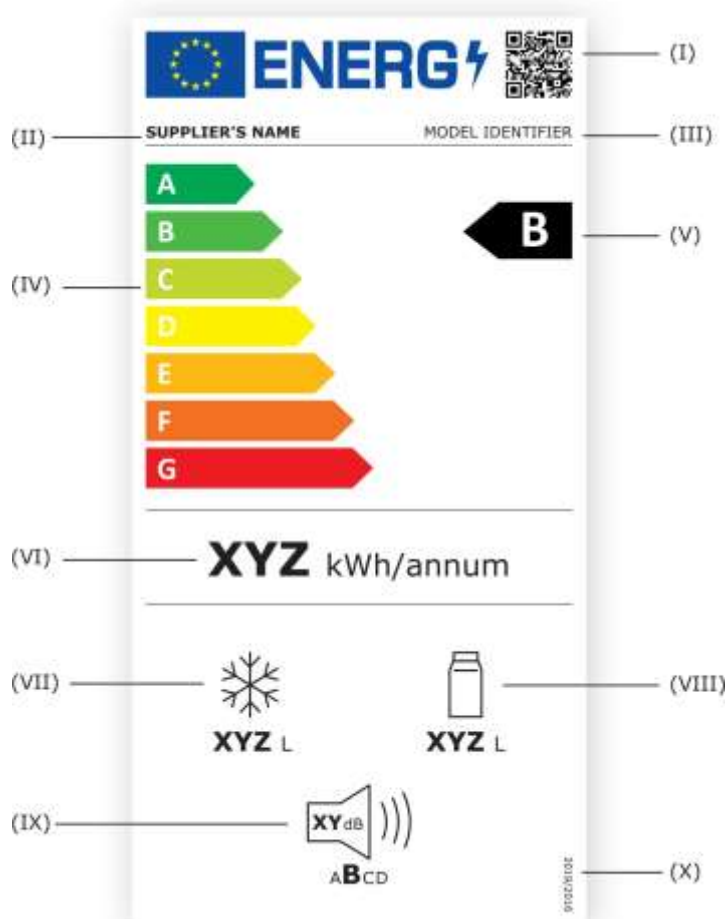 ENERG
(I)
(II)
SUPPLIER'S NAME
MODEL IDENTIFIER
(III)
A
B
B
(V)
(IV)
C
D
E
F
G
(VI)
XYZ kWh/annum
(VII)
(VIII)
XYZ L
XYZ L
(IX)
XY dB
ABCD
2019/2016
(X)